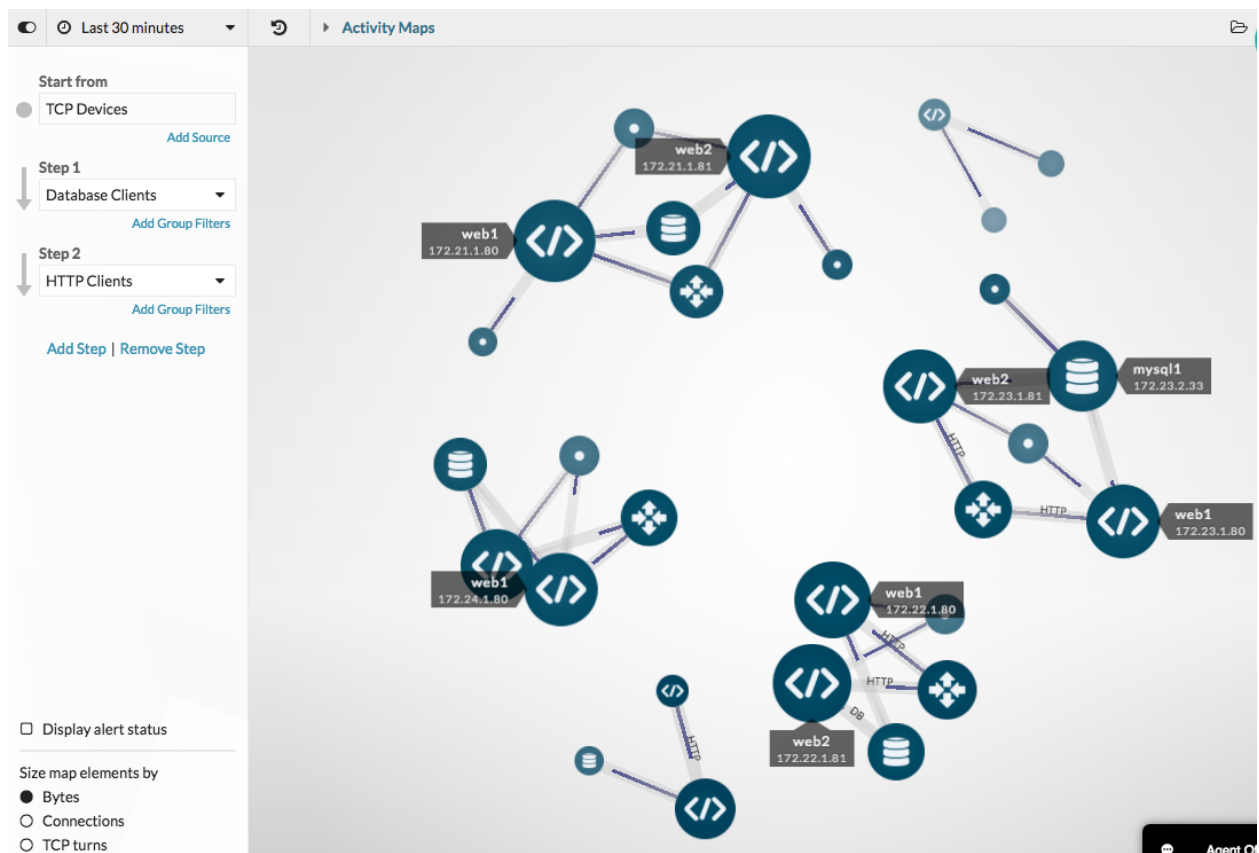 Last 30 minutes
Activity Maps
Start from
TCP Devices
Add Source
Step 1
Database Clients
Add Group Filters
Step 2
HTTP Clients
Add Group Filters
Add Step | Remove Step
Display alert status
Size map elements by
Bytes
Connections
TCP turns
web2
172.21.1.81
web1
172.21.1.80
mysql1
172.23.2.33
web2
172.23.1.81
HTTP
HTTP
web1
172.23.1.80
web1
172.24.1.80
web1
172.22.1.80
HTTP
HTTP
DB
web2
172.22.1.81
HTTP
Agent